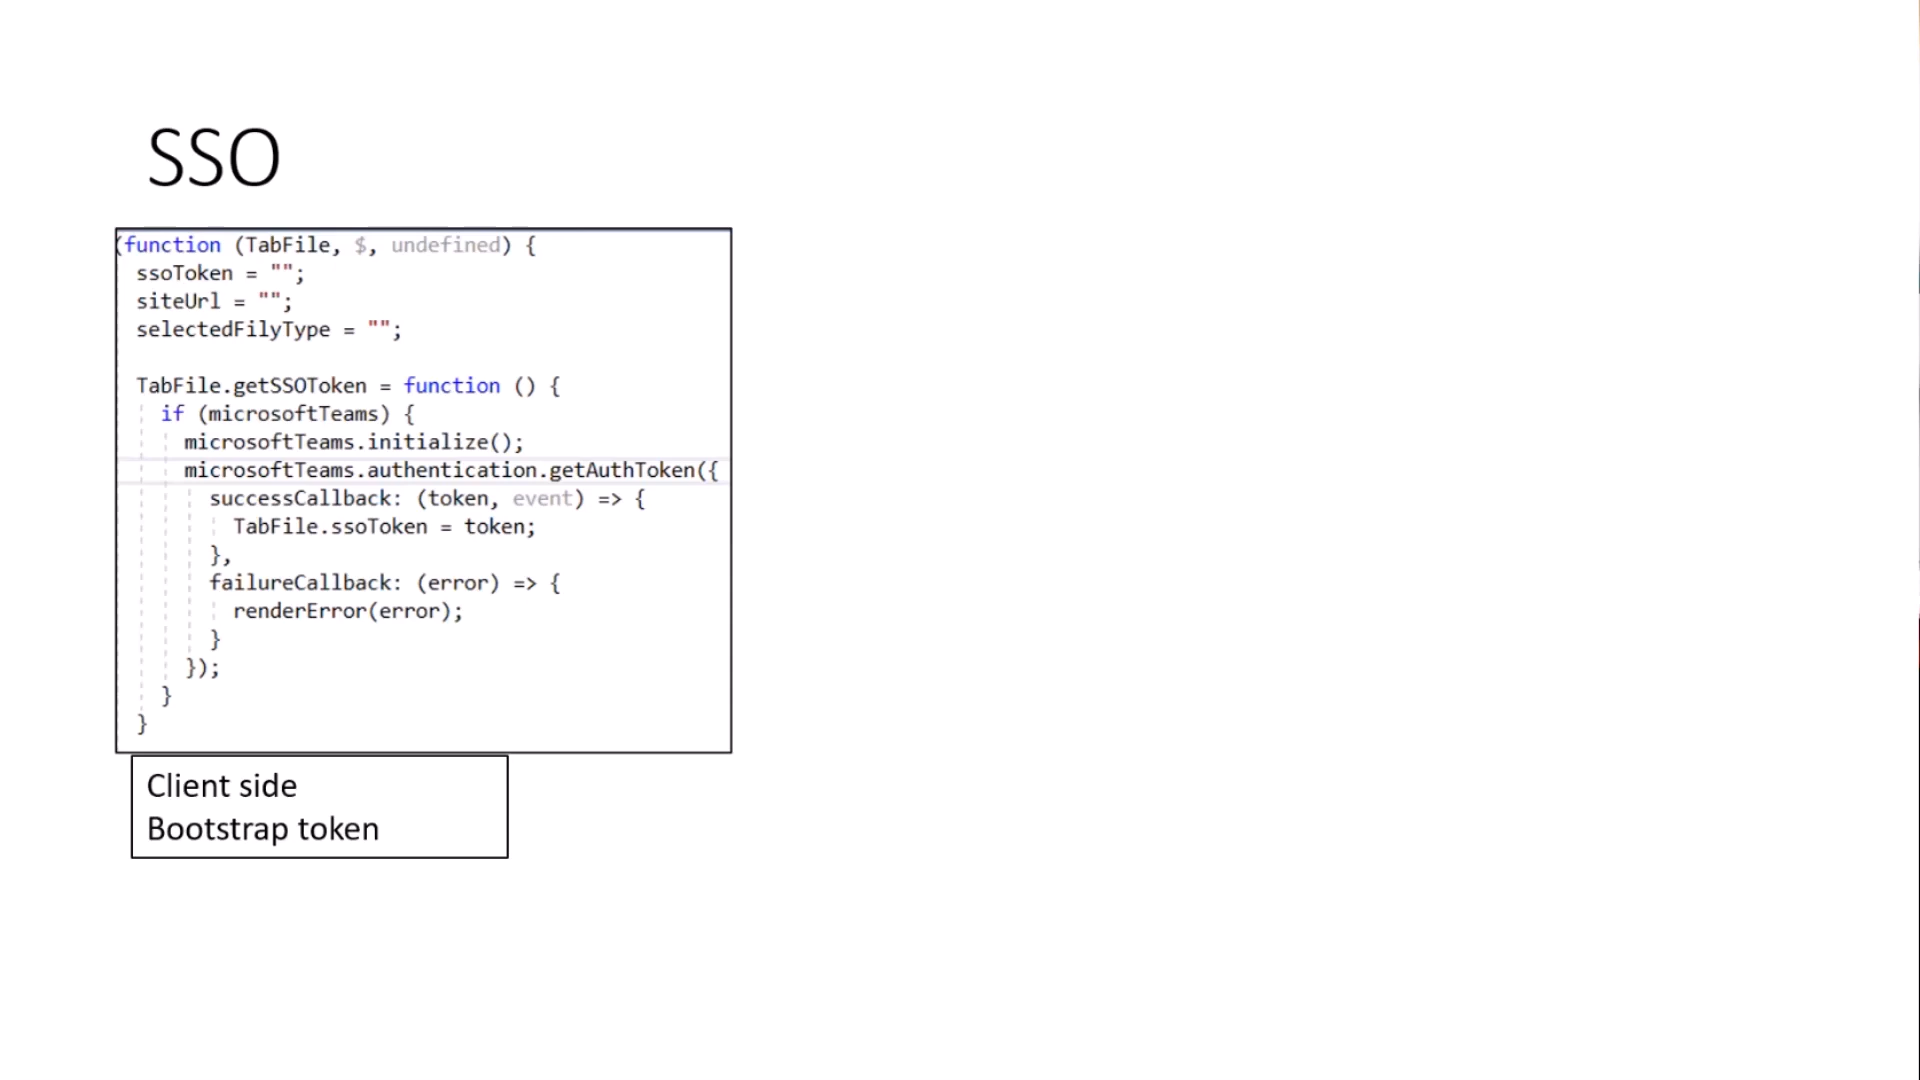 SSO
(function (TabFile, $, undefined) {
ssoToken = "";
siteUrl = "";
selectedFilyType = "";
TabFile.getSSOToken = function () {
if (microsoftTeams) {
microsoftTeams.initialize();
microsoftTeams.authentication.getAuthToken({
successCallback: (token, event) => {
TabFile.ssoToken = token;
},
failureCallback: (error) => {
renderError(error);
}
});
}
}
Client side
Bootstrap token